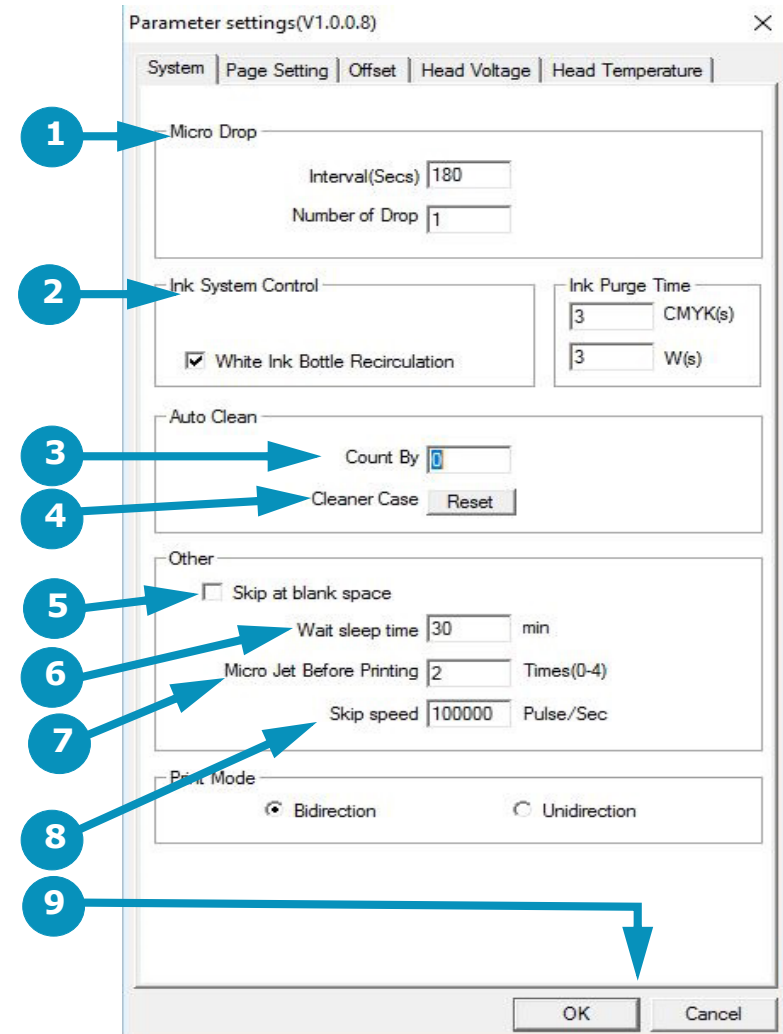 Parameter settings(V1.0.0.8)
System Page Setting Offset Head Voltage Head Temperature
1 Micro Drop
Interval(Secs) 180
Number of Drop 1
2 Ink System Control Ink Purge Time
3 CMYK(s)
White Ink Bottle Recirculation 3 W(s)
Auto Clean
3 Count By 0
4 Cleaner Case Reset
Other
5 Skip at blank space
6 Wait sleep time 30 min
7 Micro Jet Before Printing 2 Times(0-4)
8 Skip speed 100000 Pulse/Sec
Print Mode
Bidirection Unidirection
9
OK Cancel